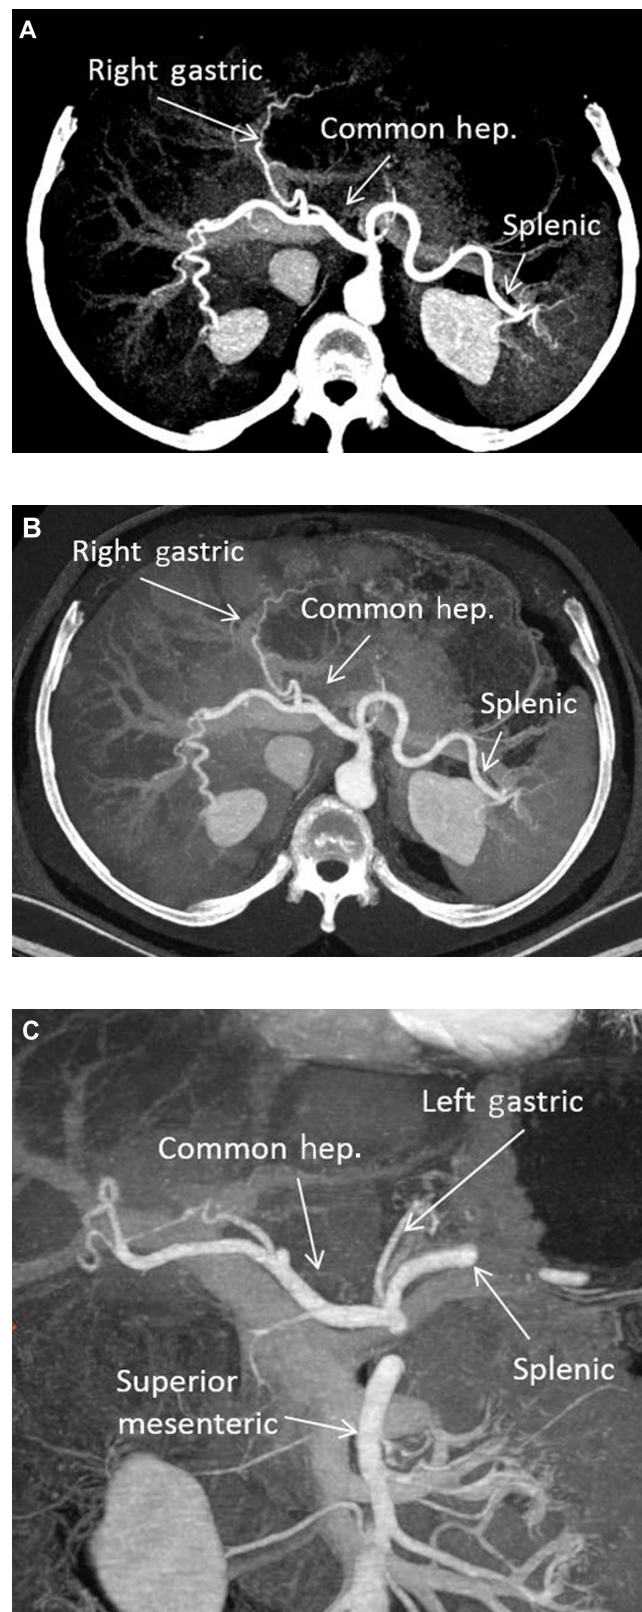 A
Right gastric
Common hep.
Splenic
B
Right gastric
Common hep.
Splenic
C
Left gastric
Common hep.
Superior
mesenteric
Splenic